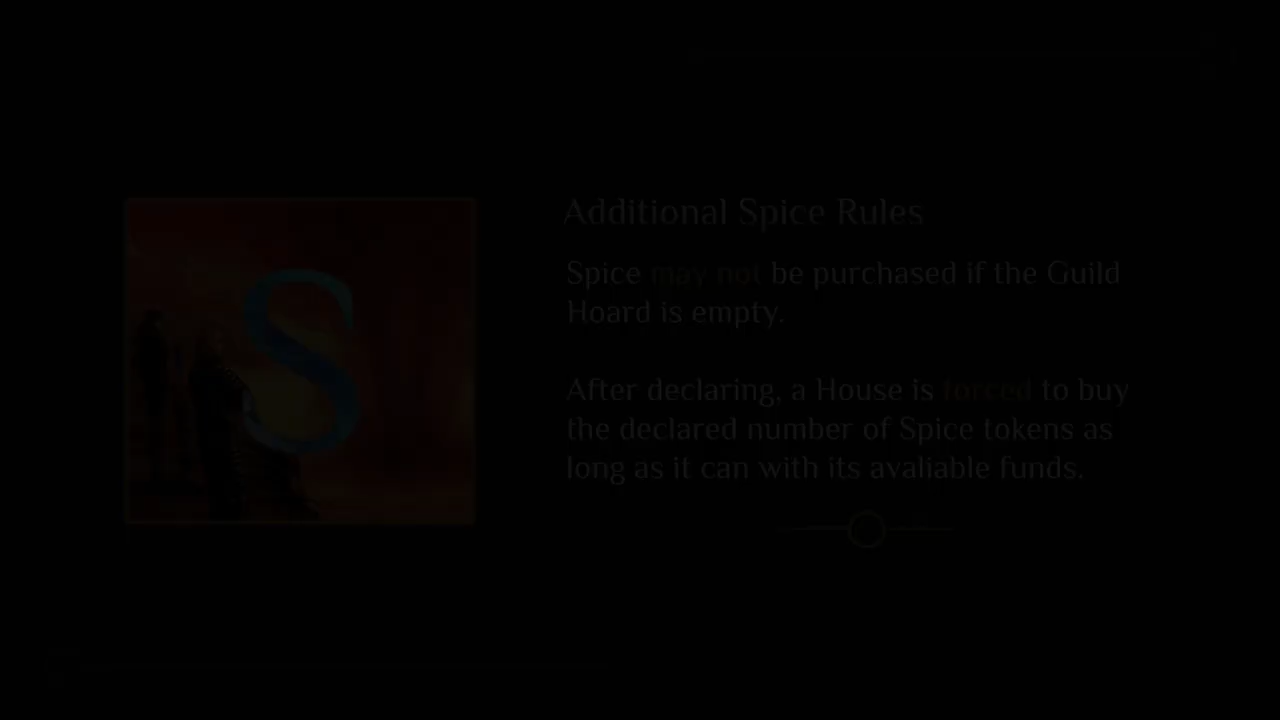 Additional Spice Rules
Spice may not be purchased if the Guild
Hoard is empty.
After declaring, a House is forced to buy
the declared number of Spice tokens as
long as it can with its avaliable funds.
S